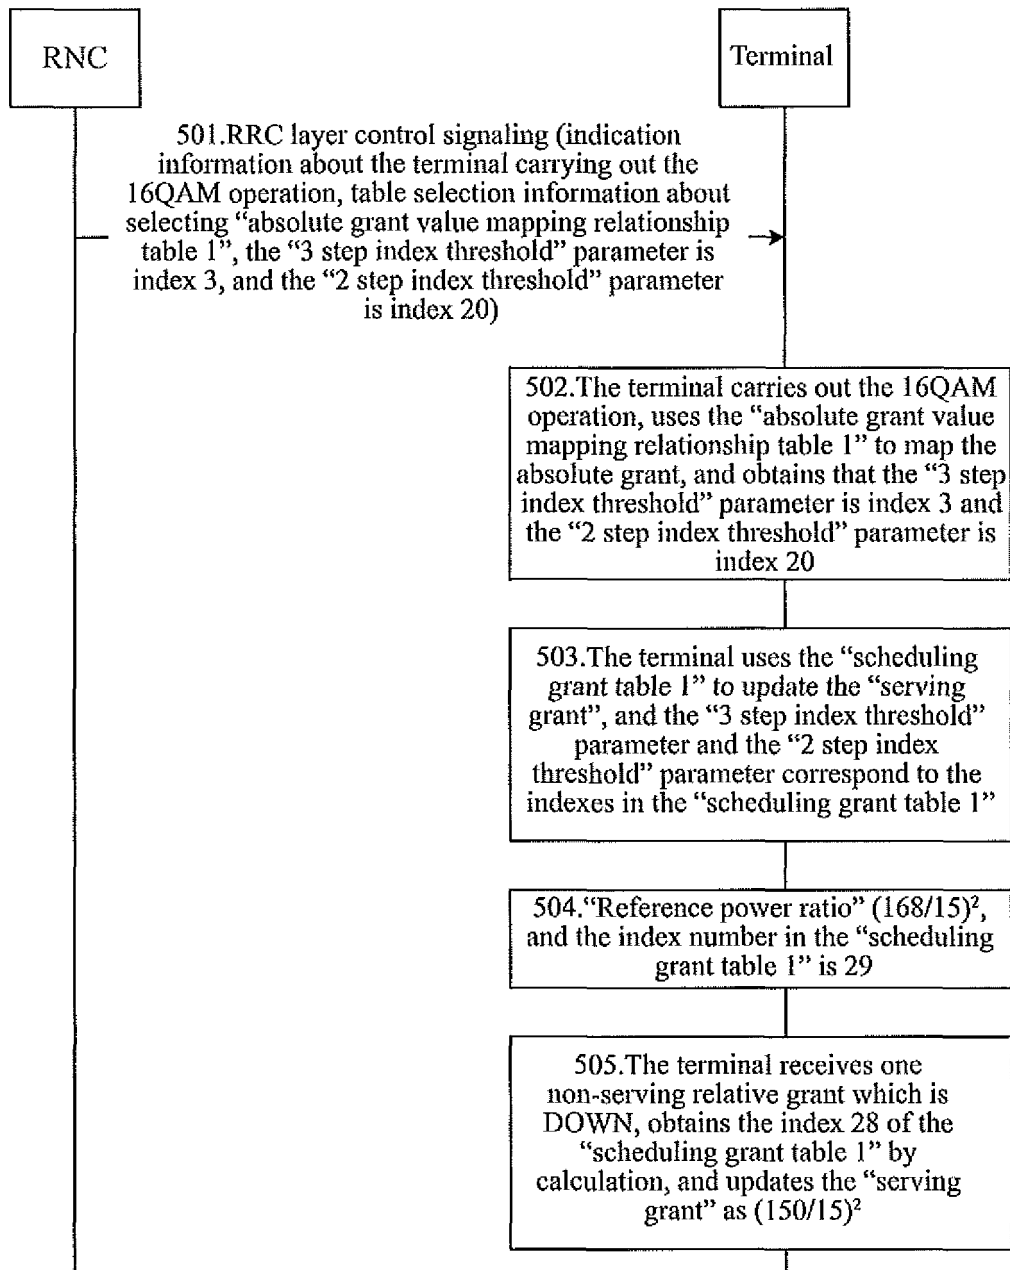 RNC
Terminal
501.RRC layer control signaling (indication
information about the terminal carrying out the
16QAM operation, table selection information about
selecting “absolute grant value mapping relationship
table 1”, the “3 step index threshold” parameter is
index 3, and the “2 step index threshold” parameter
is index 20)
502.The terminal carries out the 16QAM
operation, uses the “absolute grant value
mapping relationship table 1” to map the
absolute grant, and obtains that the “3 step
index threshold” parameter is index 3 and
the “2 step index threshold” parameter is
index 20
503.The terminal uses the “scheduling
grant table 1” to update the “serving
grant”, and the “3 step index threshold”
parameter and the “2 step index
threshold” parameter correspond to the
indexes in the “scheduling grant table 1”
504.“Reference power ratio” (168/15)²,
and the index number in the “scheduling
grant table 1” is 29
505.The terminal receives one
non-serving relative grant which is
DOWN, obtains the index 28 of the
“scheduling grant table 1” by
calculation, and updates the “serving
grant” as (150/15)²